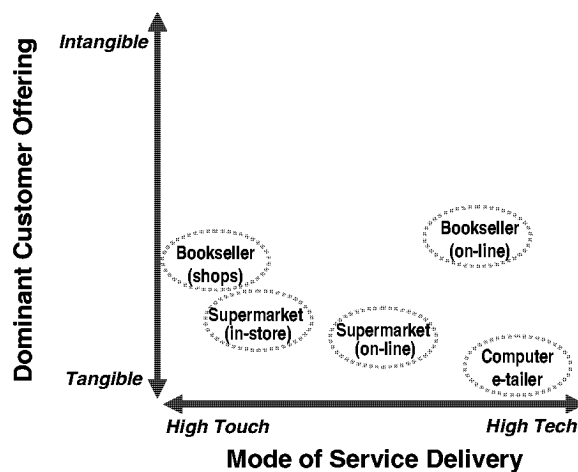 Intangible
Dominant Customer Offering
Bookseller
(on-line)
Bookseller
(shops)
Supermarket
(in-store)
Supermarket
(on-line)
Computer
e-tailer
Tangible
High Touch
High Tech
Mode of Service Delivery